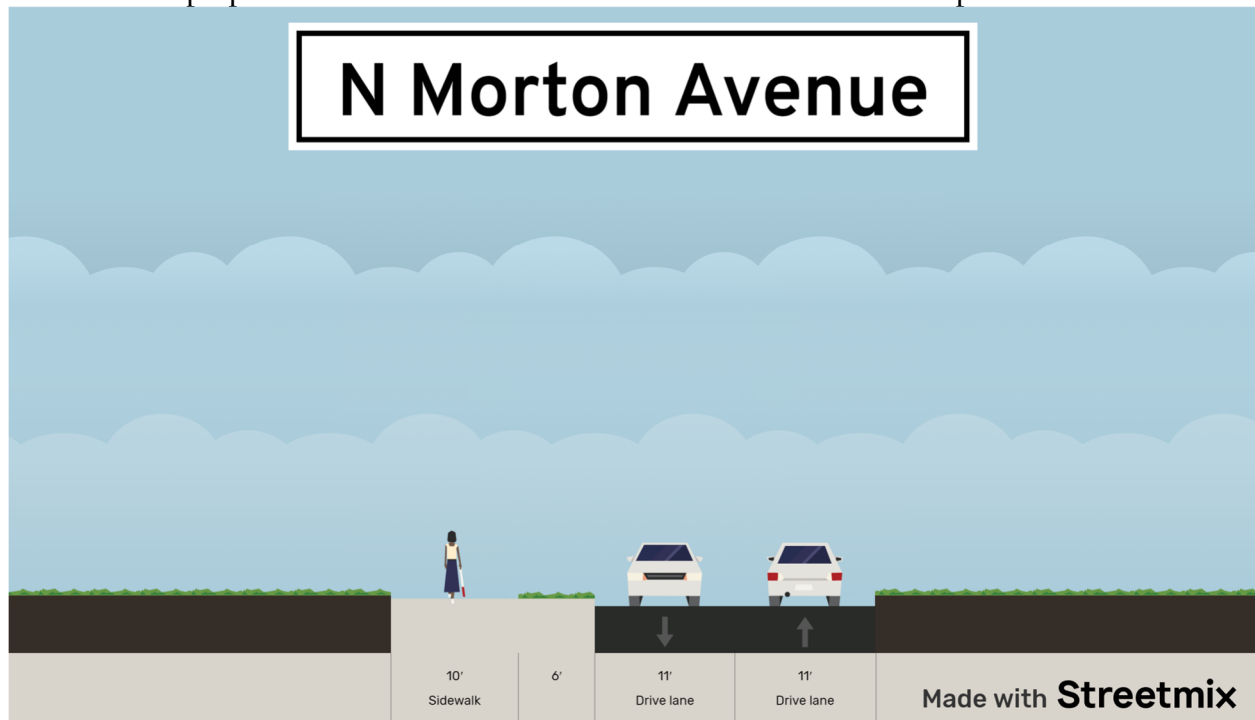 N Morton Avenue
10′ 6′ 11′ 11′
Sidewalk Drive lane Drive lane
Made with Streetmix